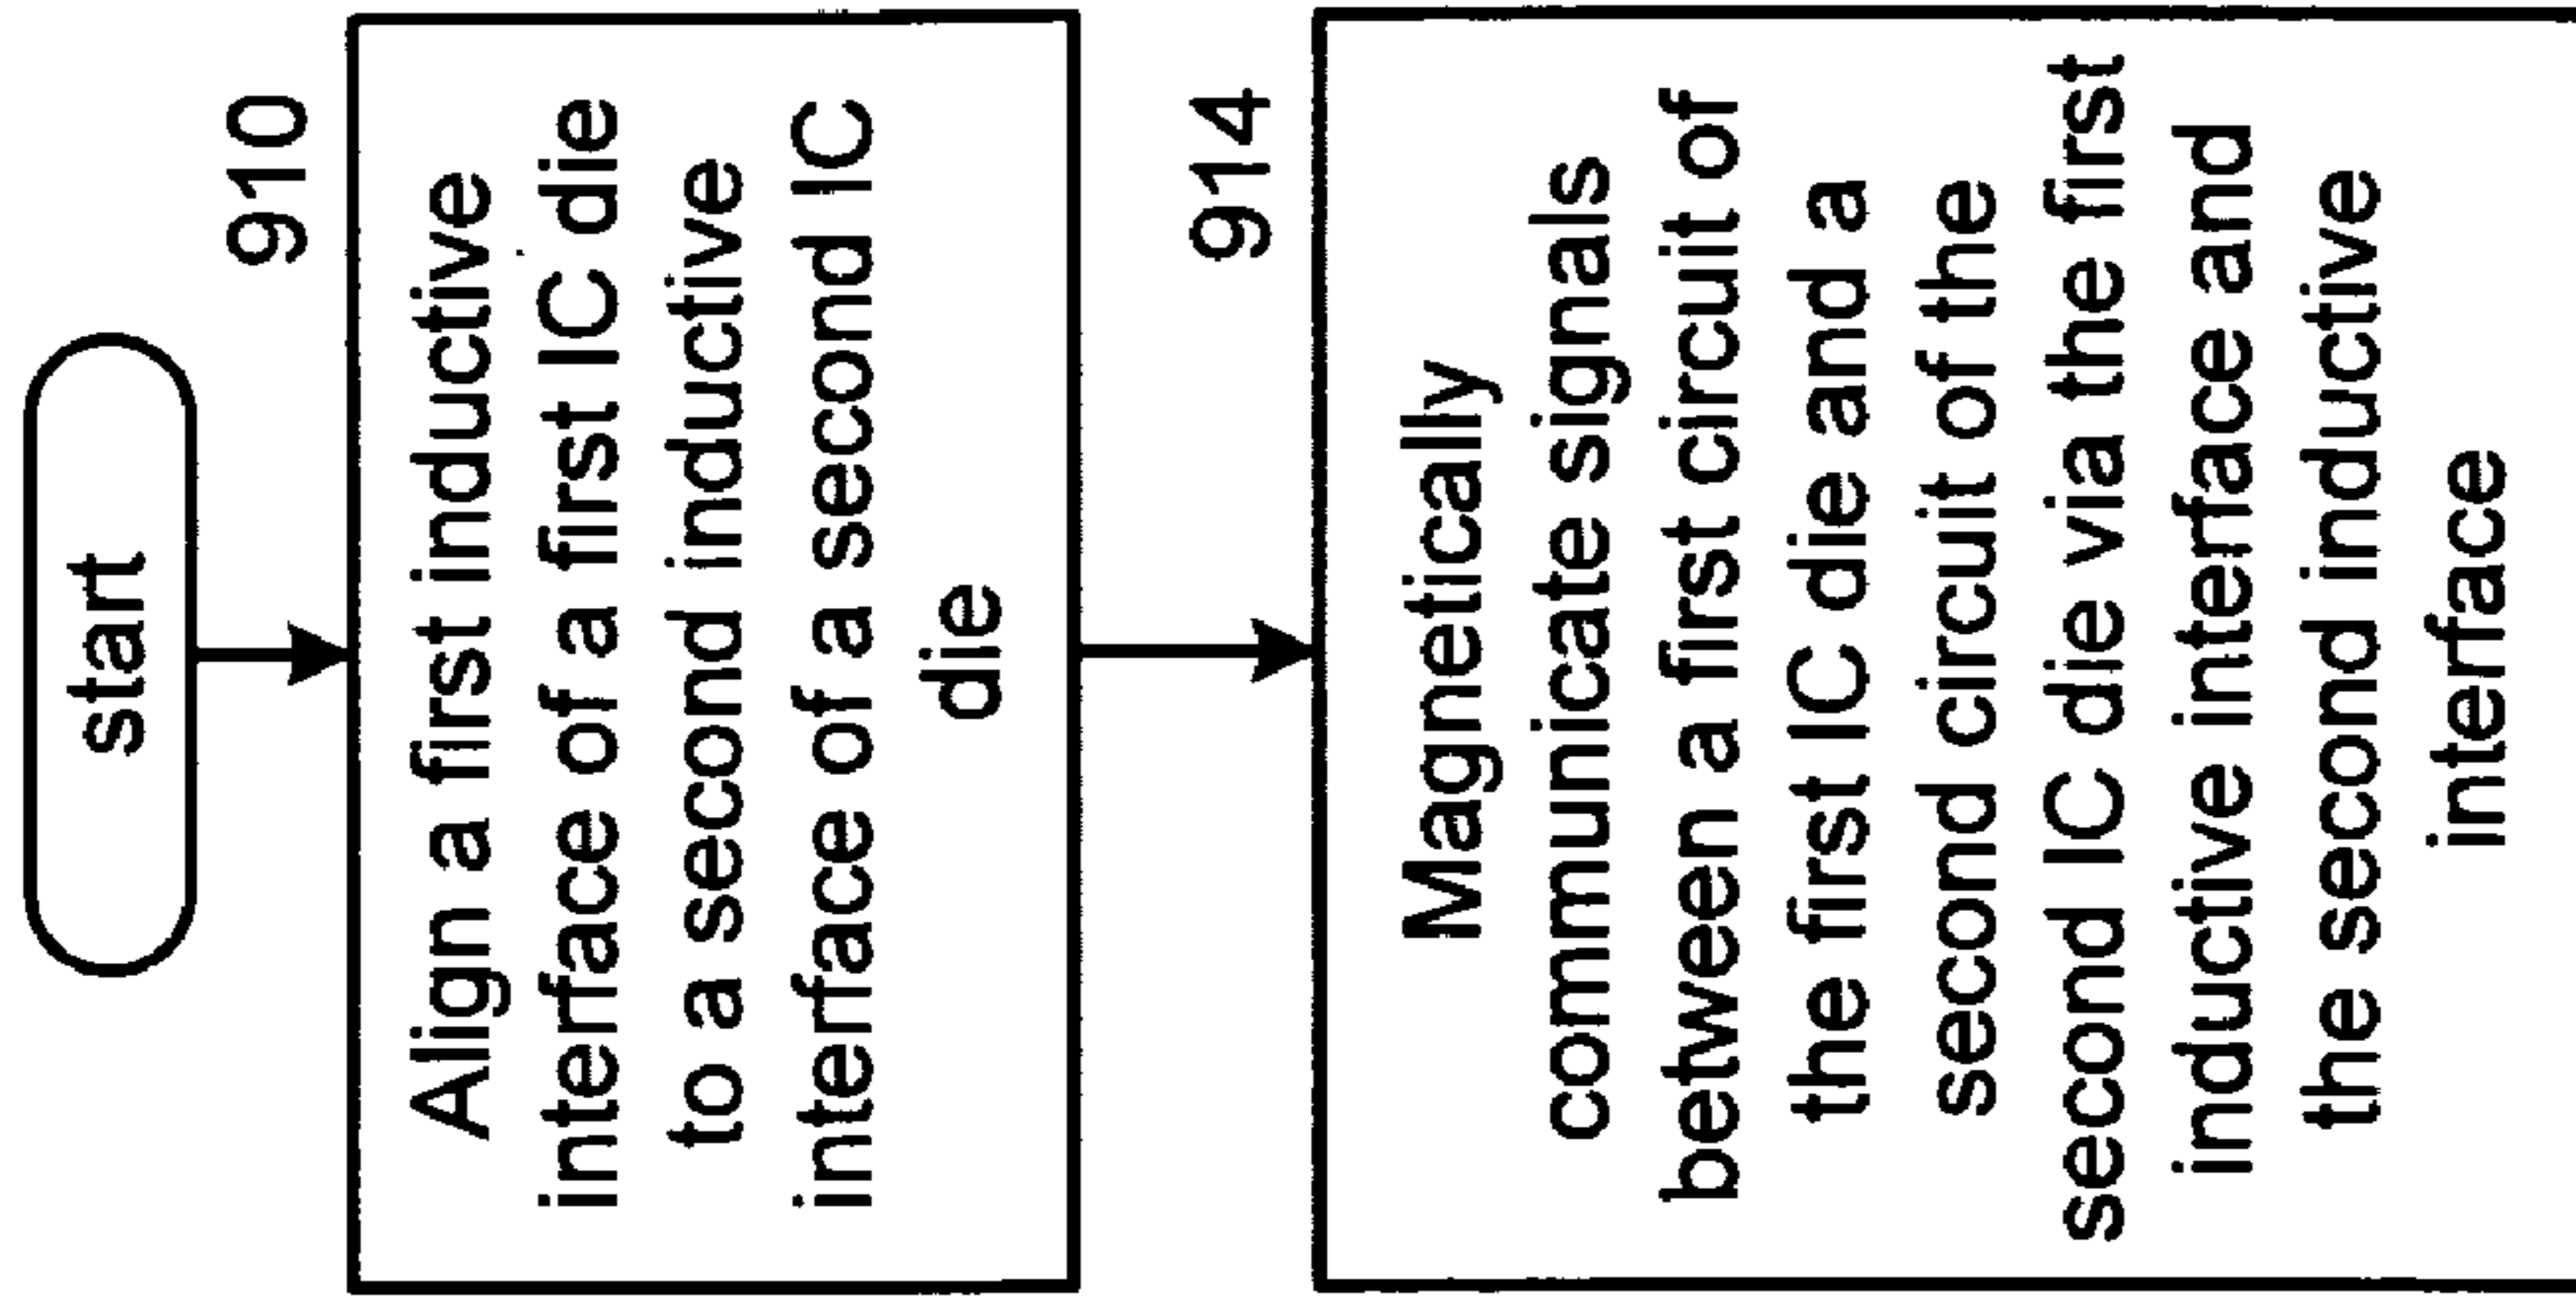 start
910
Align a first inductive
interface of a first IC die
to a second inductive
interface of a second IC
die
914
Magnetically
communicate signals
between a first circuit of
the first IC die and a
second circuit of the
second IC die via the first
inductive interface and
the second inductive
interface